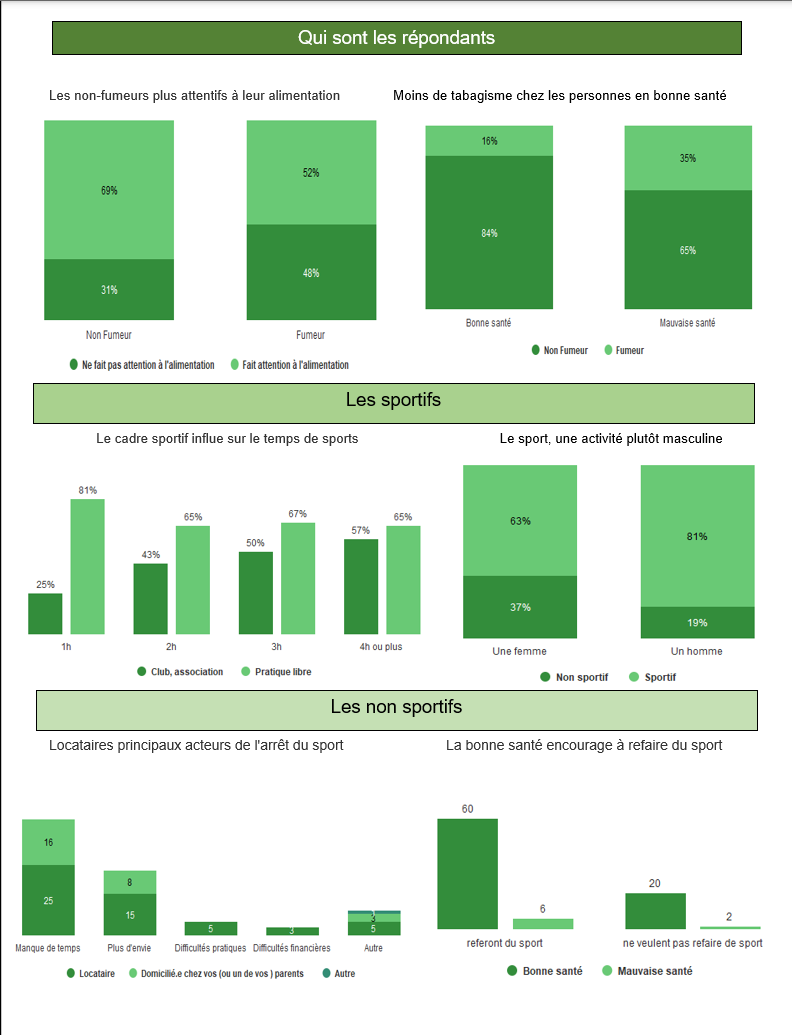 Qui sont les répondants
Les non-fumeurs plus attentifs à leur alimentation
Moins de tabagisme chez les personnes en bonne santé
69%
52%
31%
48%
Non Fumeur
Fumeur
Ne fait pas attention à l'alimentation
Fait attention à l'alimentation
16%
35%
84%
65%
Bonne santé
Mauvaise santé
Non Fumeur
Fumeur
Les sportifs
Le cadre sportif influe sur le temps de sports
Le sport, une activité plutôt masculine
25%
81%
43%
65%
50%
67%
57%
65%
1h
2h
3h
4h ou plus
Club, association
Pratique libre
63%
81%
37%
19%
Une femme
Un homme
Non sportif
Sportif
Les non sportifs
Locataires principaux acteurs de l'arrêt du sport
La bonne santé encourage à refaire du sport
16
25
8
15
5
3
3
5
Manque de temps
Plus d'envie
Difficultés pratiques
Difficultés financières
Autre
Locataire
Domicilié.e chez vos (ou un de vos ) parents
Autre
60
6
20
2
referont du sport
ne veulent pas refaire de sport
Bonne santé
Mauvaise santé